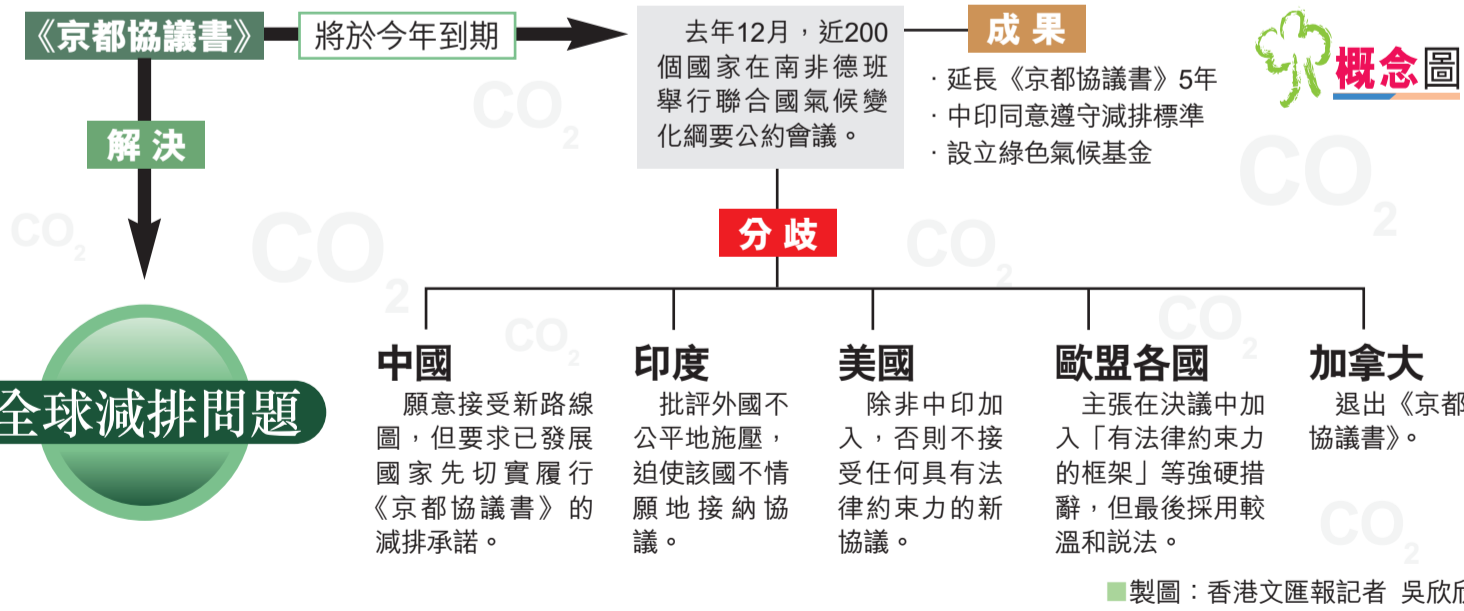 《京都協議書》
將於今年到期
去年12月，近200
個國家在南非德班
舉行聯合國氣候變
化綱要公約會議。
成果
·延長《京都協議書》5年
·中印同意遵守減排標準
·設立綠色氣候基金
概念圖
解決
全球減排問題
分歧
中國
願意接受新路線
圖，但要求已發展
國家先切實履行
《京都協議書》的
減排承諾。
印度
批評外國不
公平地施壓，
迫使該國不情
願地接納協
議。
美國
除非中印加
入，否則不接
受任何具有法
律約束力的新
協議。
歐盟各國
主張在決議中加
入「有法律約束力
的框架」等強硬措
辭，但最後採用較
溫和說法。
加拿大
退出《京都
協議書》。
CO2
CO2
CO2
CO2
CO2
CO2
CO2
CO2
■製圖：香港文匯報記者 吳欣欣